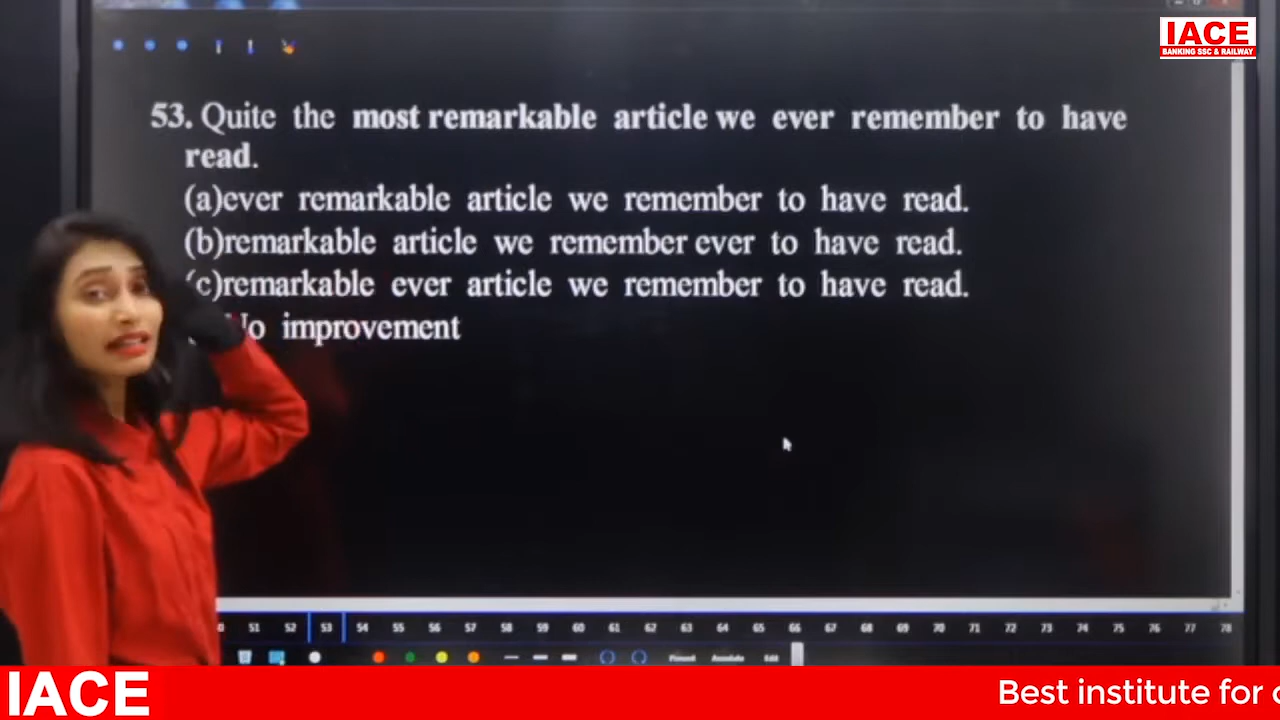 IACE
BANKING SSC & RAILWAY
53. Quite the most remarkable article we ever remember to have
read.
(a)ever remarkable article we remember to have read.
(b)remarkable article we remember ever to have read.
(c)remarkable ever article we remember to have read.
No improvement
51 52 53 54 55 56 57 58 59 60 61 62 63 64 65 66 67 68 69 70 71 72 73 74 75 76 77 78
IACE
Best institute for